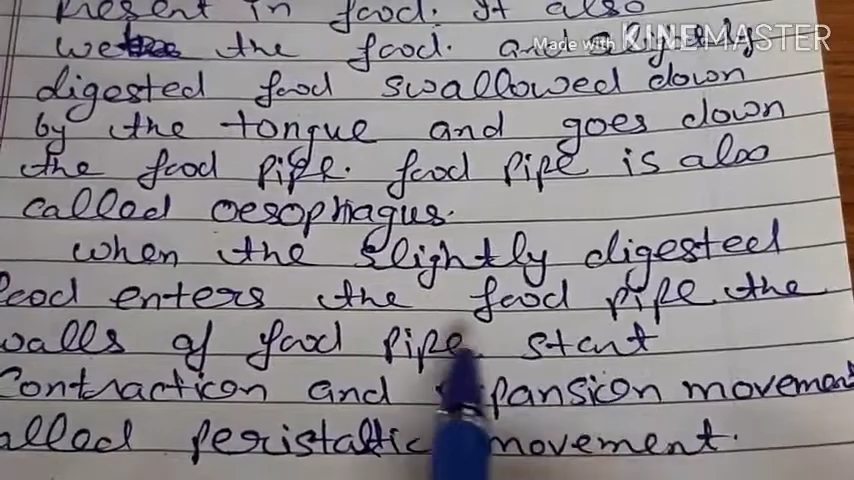 Present in food. It also
wets the food. and slightly
Made with KINEMASTER
digested food swallowed down
by the tongue and goes down
the food pipe. food pipe is also
called oesophagus.
when the slightly digested
food enters the food pipe the
walls of food pipe start
Contraction and expansion movement
called peristaltic movement.